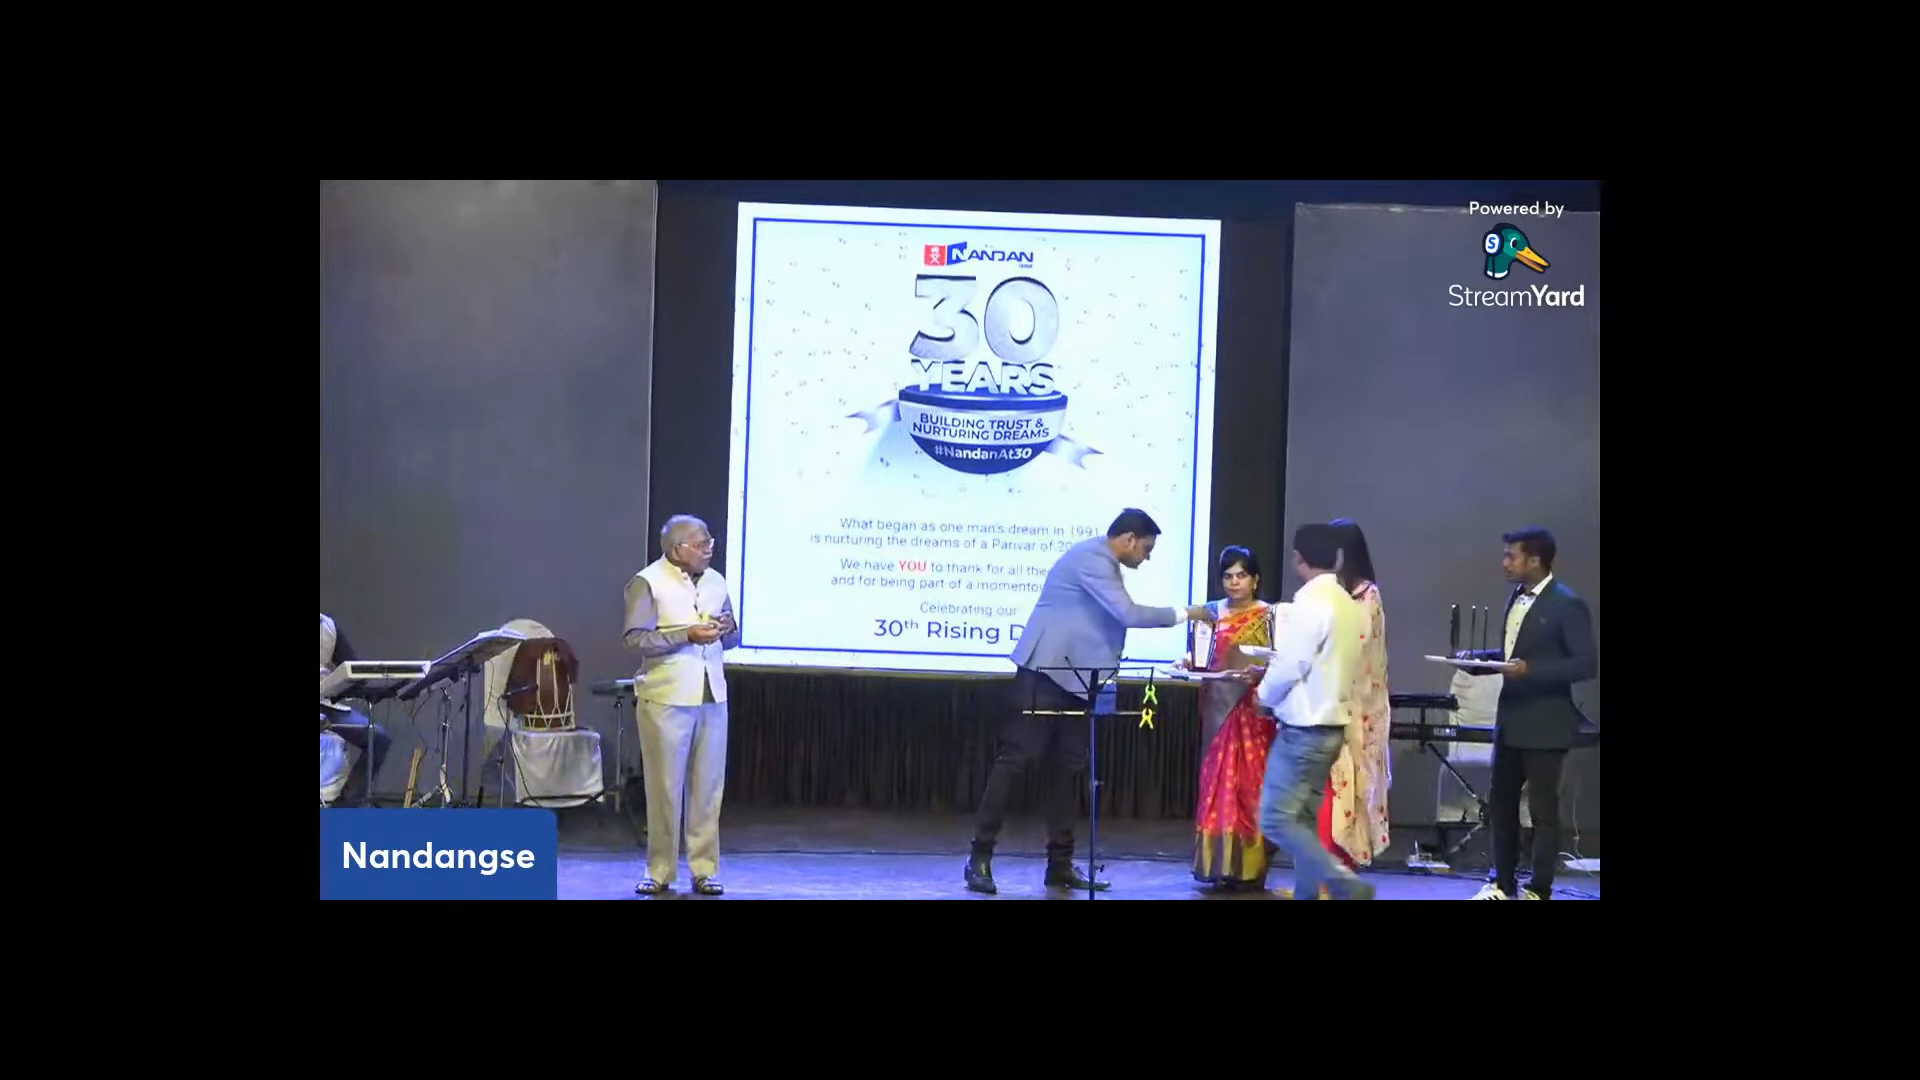 Powered by
StreamYard
NANDAN
30
YEARS
BUILDING TRUST &
NURTURING DREAMS
#NandanAt30
What began as one man's dream in 1991
is nurturing the dreams of a Parivar of
We have YOU to thank for all
and for being part of a
Celebrating our
30th Rising
KORG
Nandangse